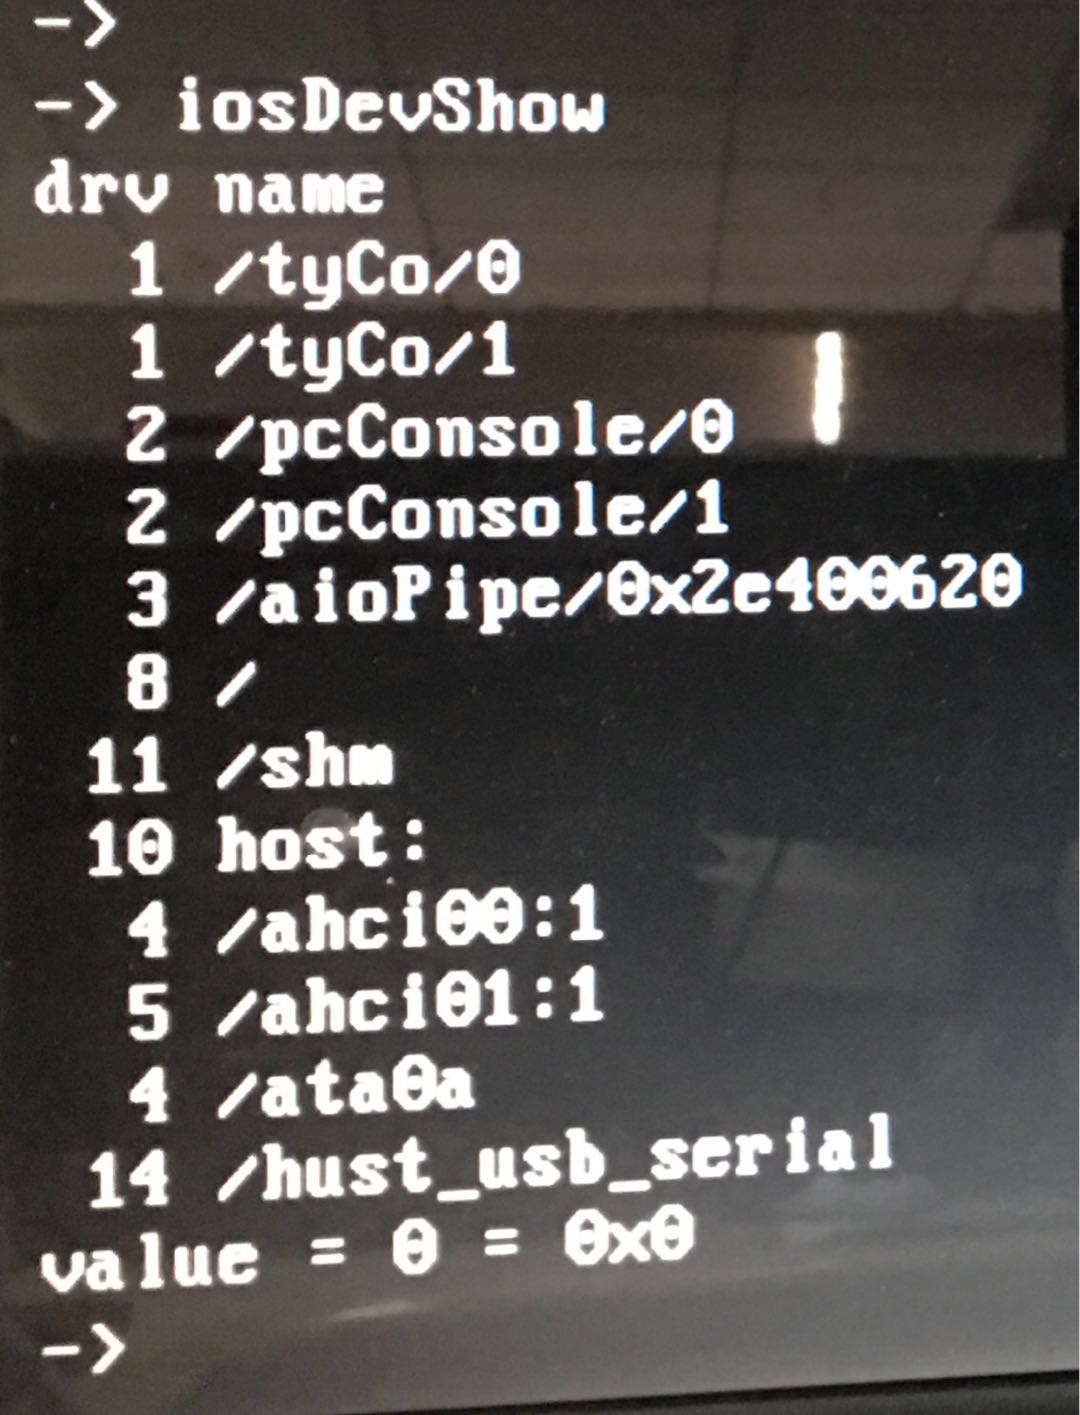 ->
-> iosDevShow
drv name
1 /tyCo/0
1 /tyCo/1
2 /pcConsole/0
2 /pcConsole/1
3 /aioPipe/0x2e400620
8 /
11 /shm
10 host:
4 /ahci00:1
5 /ahci01:1
4 /ata0a
14 /hust_usb_serial
value = 0 = 0x0
->